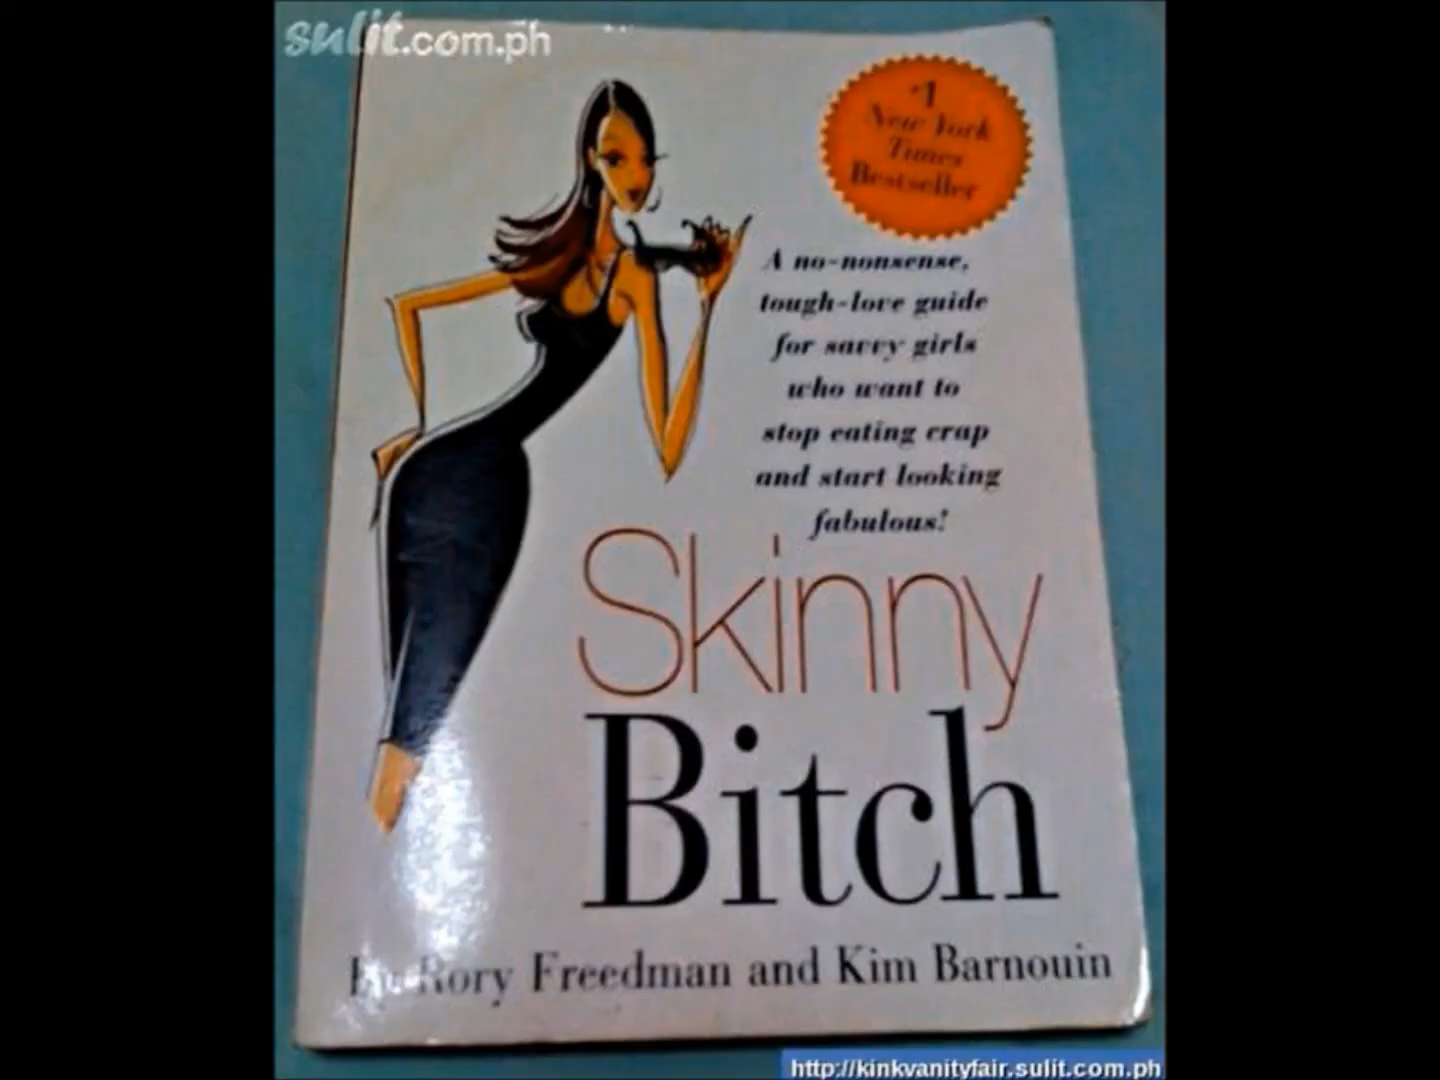 sulit.com.ph
#1
New York
Times
Bestseller
A no-nonsense,
tough-love guide
for savvy girls
who want to
stop eating crap
and start looking
fabulous!
Skinny
Bitch
By Rory Freedman and Kim Barnouin
http://kinkvanityfair.sulit.com.ph